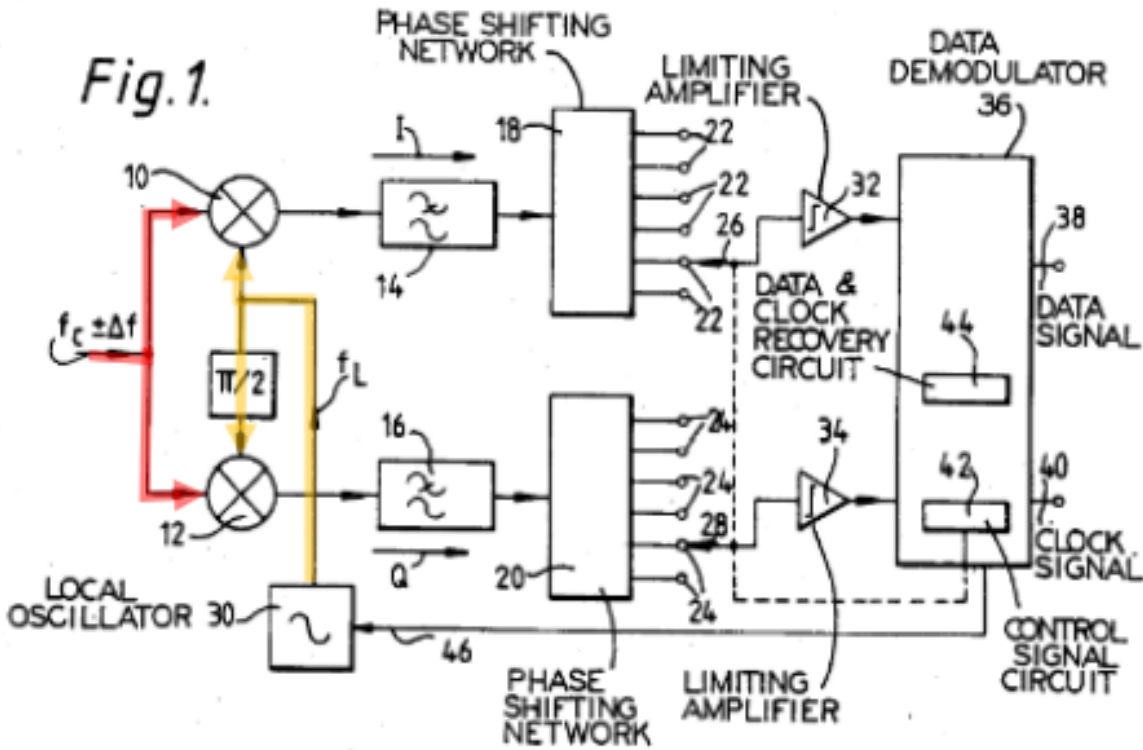 Fig.1.
PHASE SHIFTING
NETWORK
LIMITING
AMPLIFIER
DATA
DEMODULATOR
36
18
22
I
10
32
22
26
38
14
22
DATA &
CLOCK
RECOVERY
CIRCUIT
DATA
SIGNAL
44
fc ±Δf
π/2
fL
16
24
34
24
42
40
12
28
Q
20
24
CLOCK
SIGNAL
LOCAL
OSCILLATOR
30
46
CONTROL
SIGNAL
CIRCUIT
PHASE
SHIFTING
NETWORK
LIMITING
AMPLIFIER